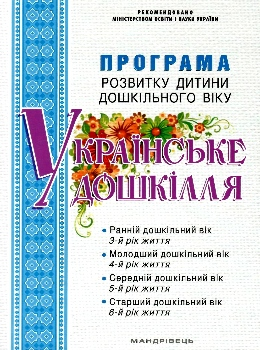 РЕКОМЕНДОВАНО
МІНІСТЕРСТВОМ ОСВІТИ І НАУКИ УКРАЇНИ
ПРОГРАМА
РОЗВИТКУ ДИТИНИ
ДОШКІЛЬНОГО ВІКУ
УКРАЇНСЬКЕ
ДОШКІЛЛЯ
• Ранній дошкільний вік
3-й рік життя
• Молодший дошкільний вік
4-й рік життя
• Середній дошкільний вік
5-й рік життя
• Старший дошкільний вік
6-й рік життя
МАНДРІВЕЦЬ